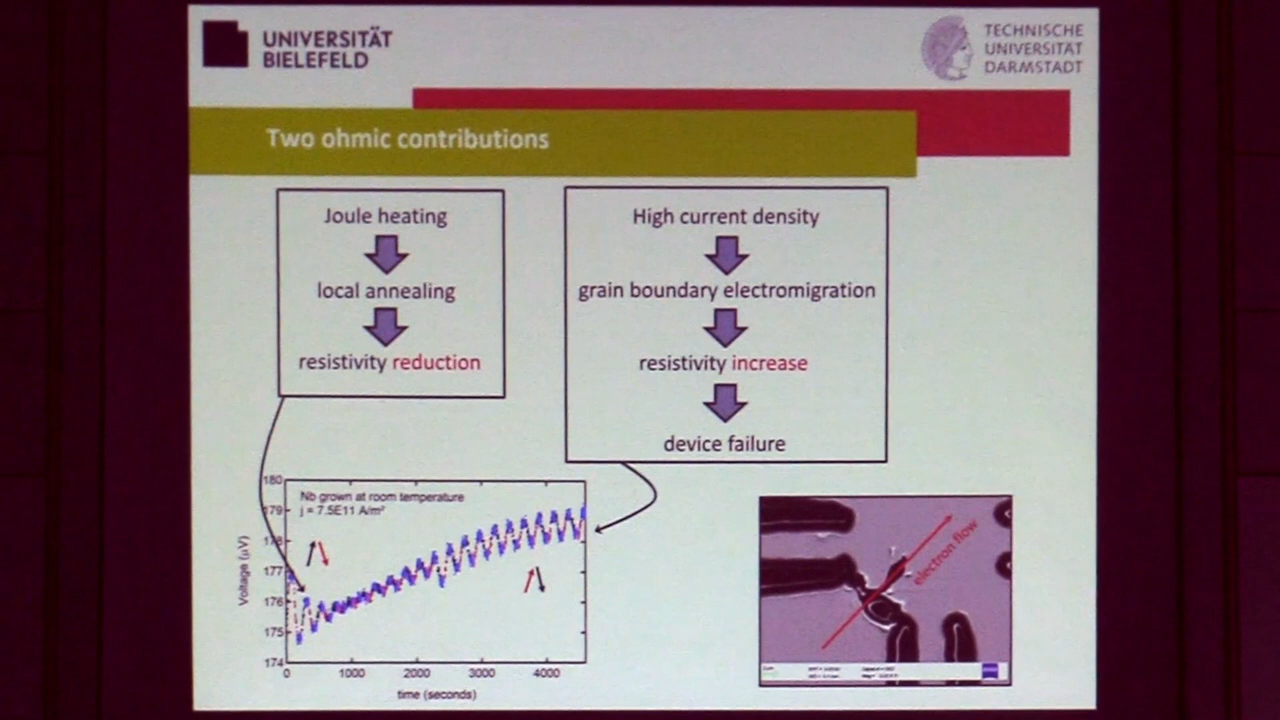 UNIVERSITÄT
BIELEFELD
TECHNISCHE
UNIVERSITÄT
DARMSTADT
Two ohmic contributions
Joule heating
local annealing
resistivity reduction
High current density
grain boundary electromigration
resistivity increase
device failure
Nb grown at room temperature
j = 7.5E11 A/m²
Voltage (µV)
180
179
178
177
176
175
174
0 1000 2000 3000 4000
time (seconds)
electron flow